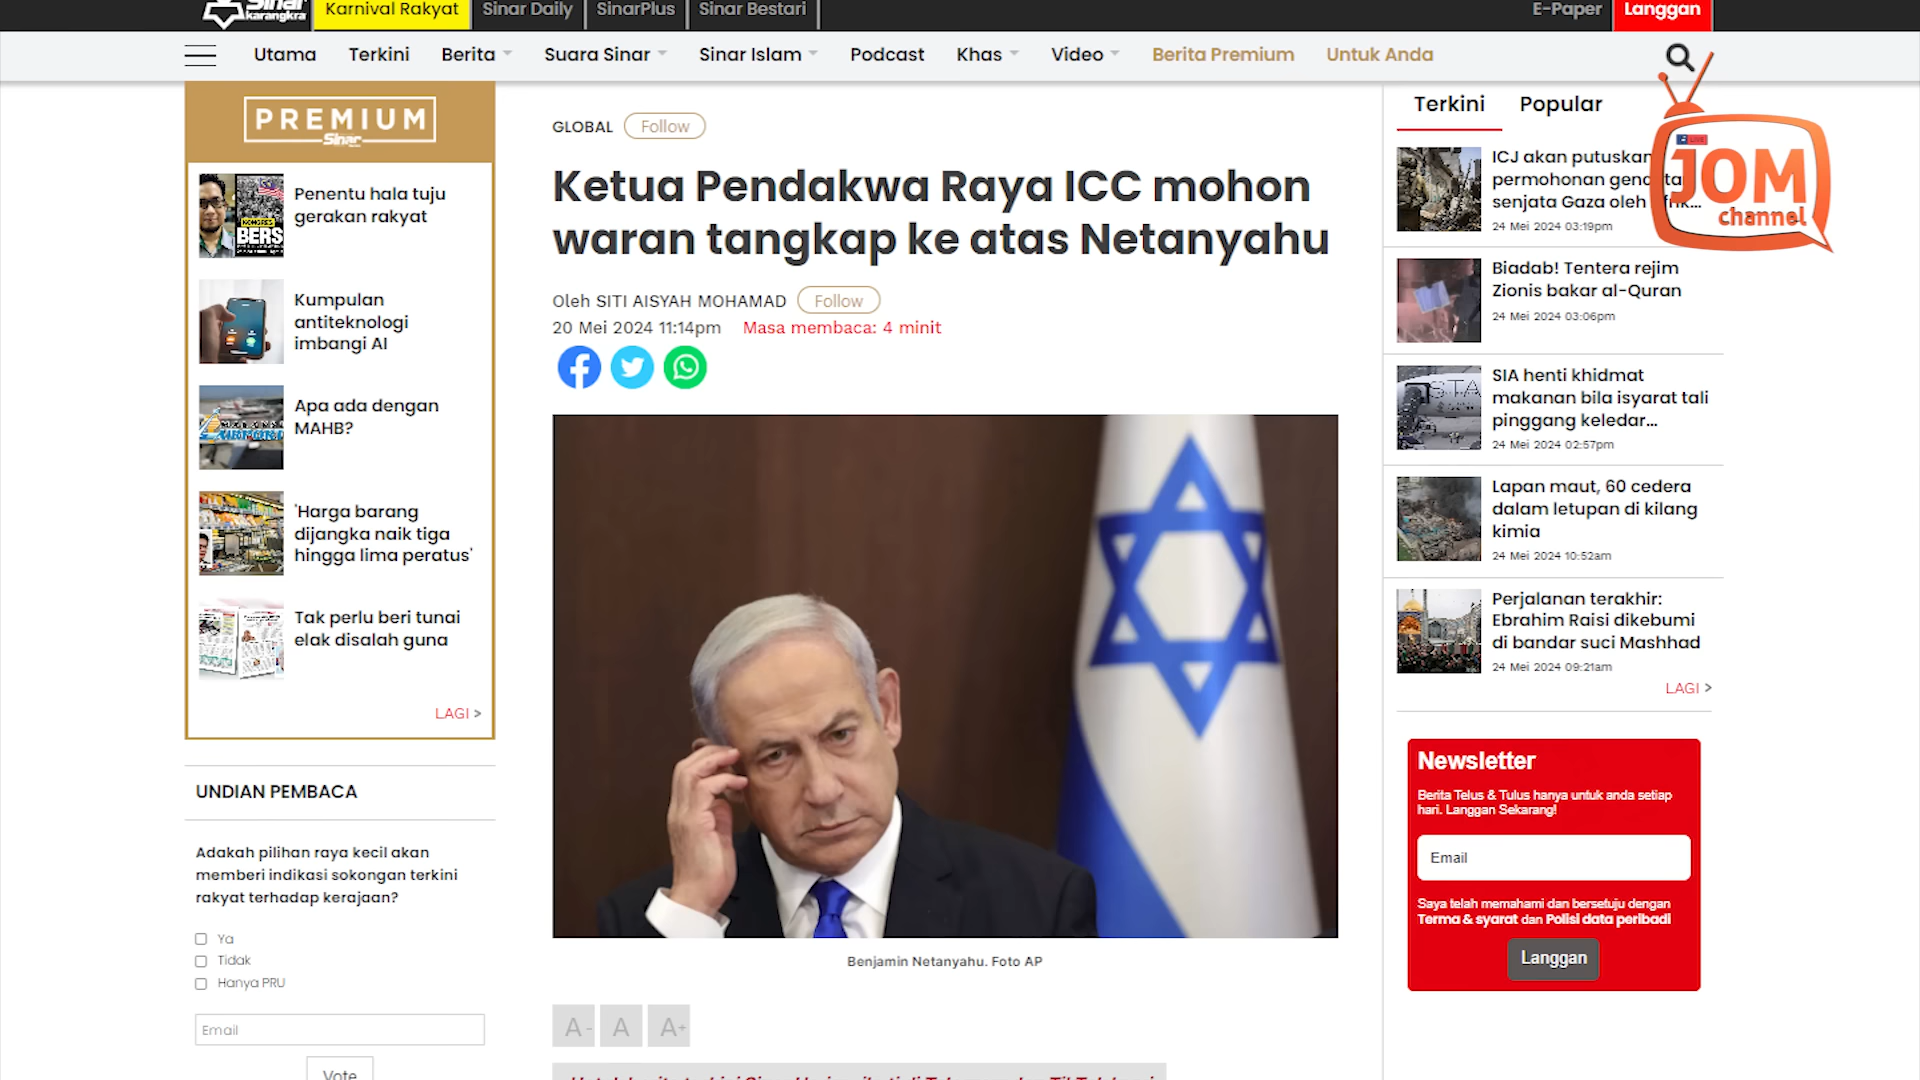 Sinar
karangkraf
Karnival Rakyat
Sinar Daily
SinarPlus
Sinar Bestari
E-Paper
Langgan
Utama
Terkini
Berita
Suara Sinar
Sinar Islam
Podcast
Khas
Video
Berita Premium
Untuk Anda
PREMIUM
Sinar
Penentu hala tuju
gerakan rakyat
KONGRES
BERS
Kumpulan
antiteknologi
imbangi AI
Apa ada dengan
MAHB?
'Harga barang
dijangka naik tiga
hingga lima peratus'
Tak perlu beri tunai
elak disalah guna
LAGI >
UNDIAN PEMBACA
Adakah pilihan raya kecil akan
memberi indikasi sokongan terkini
rakyat terhadap kerajaan?
Ya
Tidak
Hanya PRU
Email
Vote
GLOBAL
Follow
Ketua Pendakwa Raya ICC mohon
waran tangkap ke atas Netanyahu
Oleh SITI AISYAH MOHAMAD
Follow
20 Mei 2024 11:14pm
Masa membaca: 4 minit
Benjamin Netanyahu. Foto AP
A-
A
A+
Terkini
Popular
ICJ akan putuskan
permohonan
senjata Gaza oleh
24 Mei 2024 03:19pm
Biadab! Tentera rejim
Zionis bakar al-Quran
24 Mei 2024 03:06pm
SIA henti khidmat
makanan bila isyarat tali
pinggang keledar...
24 Mei 2024 02:57pm
Lapan maut, 60 cedera
dalam letupan di kilang
kimia
24 Mei 2024 10:52am
Perjalanan terakhir:
Ebrahim Raisi dikebumi
di bandar suci Mashhad
24 Mei 2024 09:21am
LAGI >
LIVE
JOM
channel
Newsletter
Berita Telus & Tulus hanya untuk anda setiap
hari. Langgan Sekarang!
Email
Saya telah memahami dan bersetuju dengan
Terma & syarat dan Polisi data peribadi
Langgan